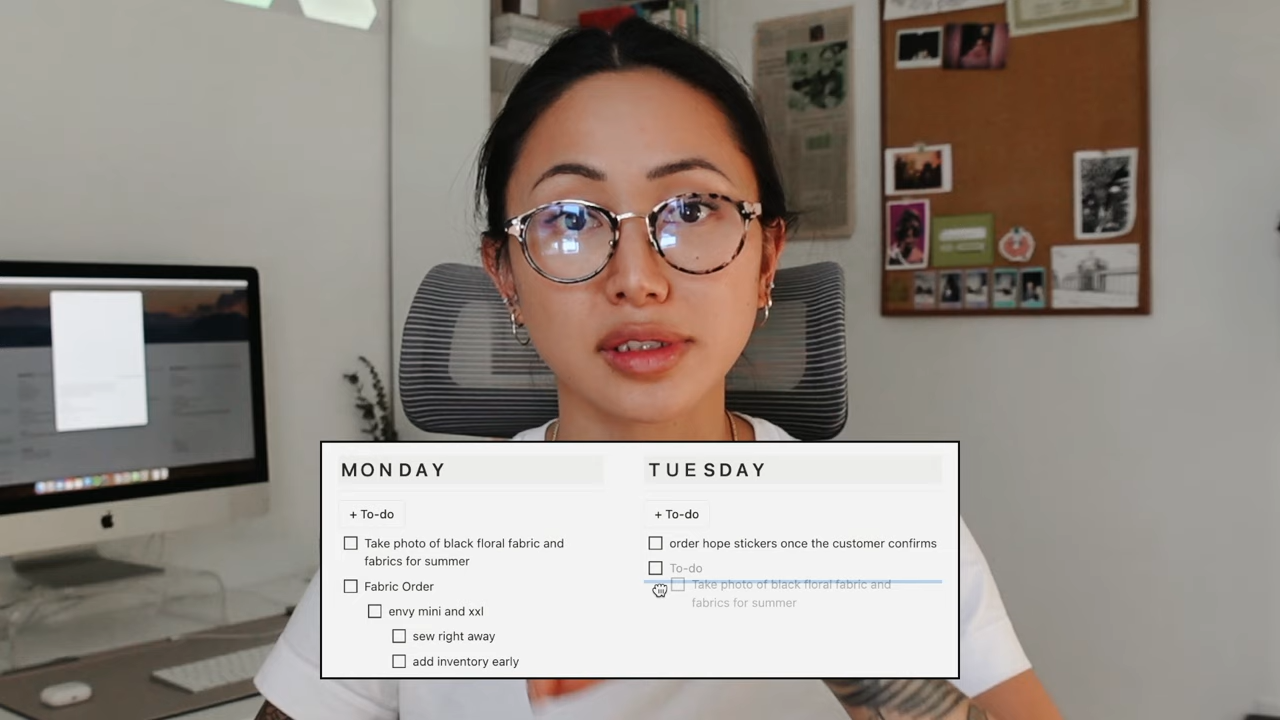 MONDAY
+ To-do
Take photo of black floral fabric and
fabrics for summer
Fabric Order
envy mini and xxl
sew right away
add inventory early
TUESDAY
+ To-do
order hope stickers once the customer confirms
To-do
Take photo of black floral fabric and
fabrics for summer